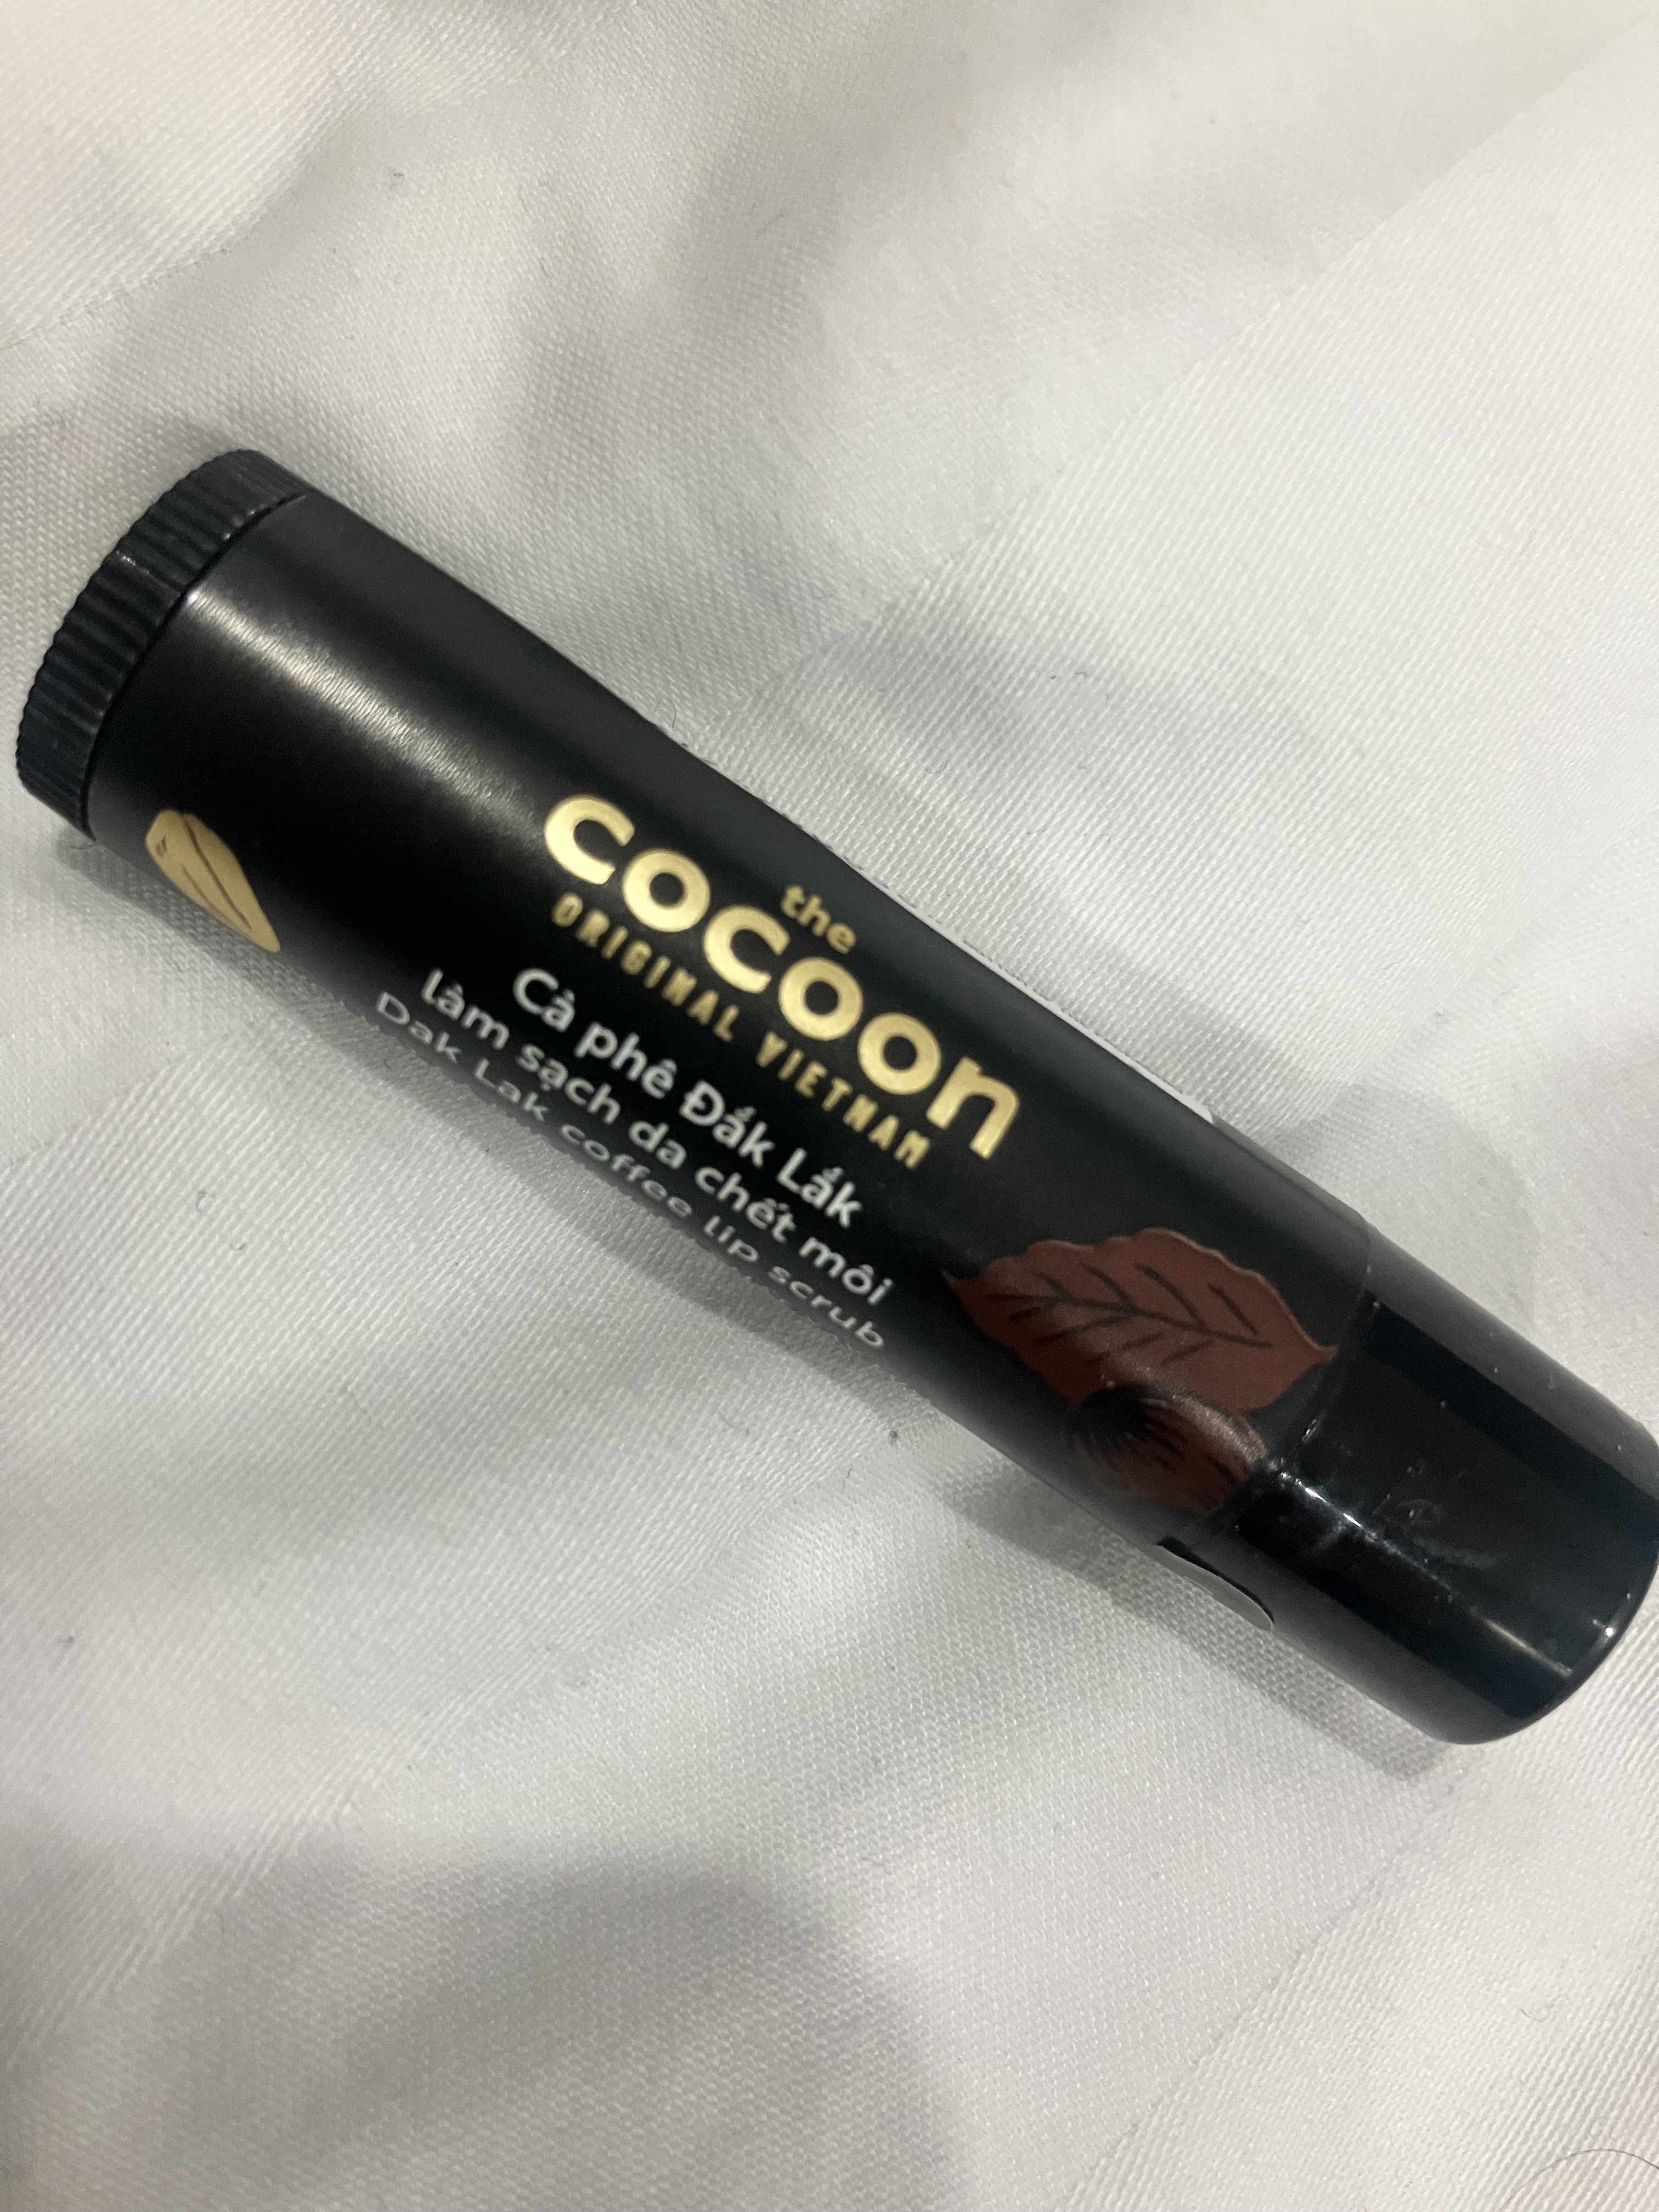 the
cocoon
ORIGINAL VIETNAM
Cà phê Đắk Lắk
làm sạch da chết môi
Dak Lak coffee lip scrub